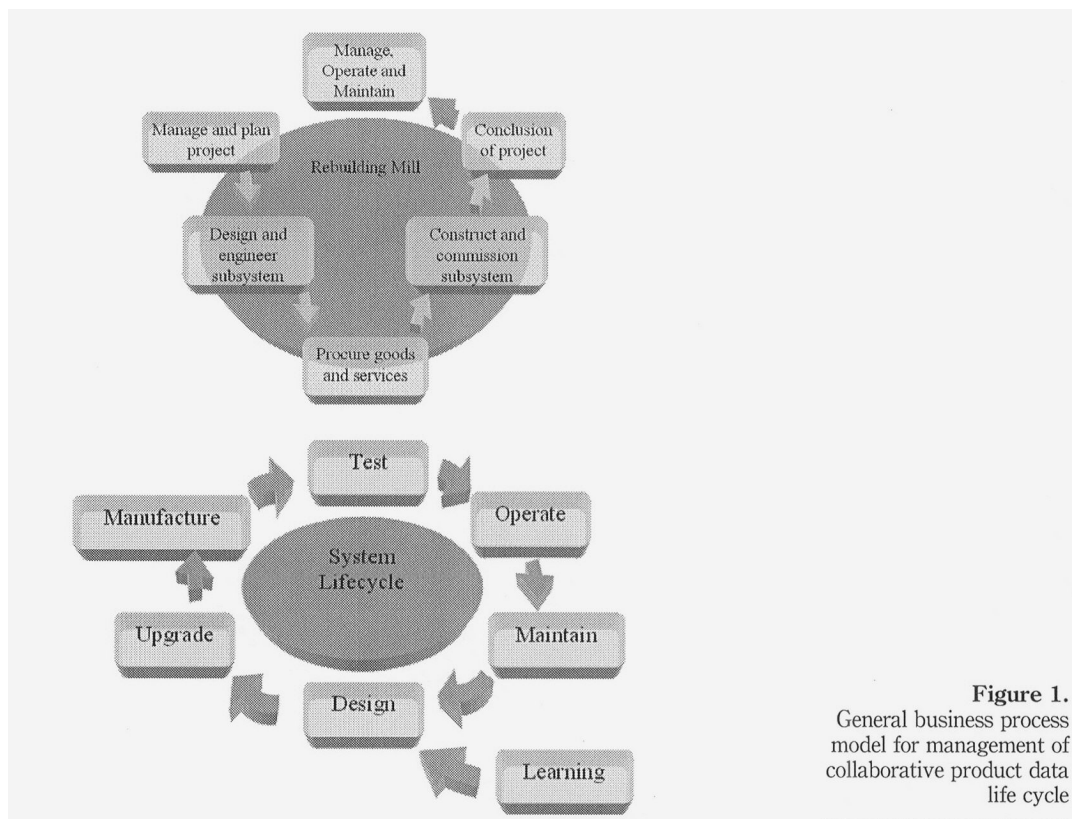 Manage,
Operate and
Maintain
Manage and plan
project
Conclusion
of project
Rebuilding Mill
Design and
engineer
subsystem
Construct and
commission
subsystem
Procure goods
and services
Test
Manufacture
Operate
System
Lifecycle
Upgrade
Maintain
Design
Learning
Figure 1.
General business process
model for management of
collaborative product data
life cycle